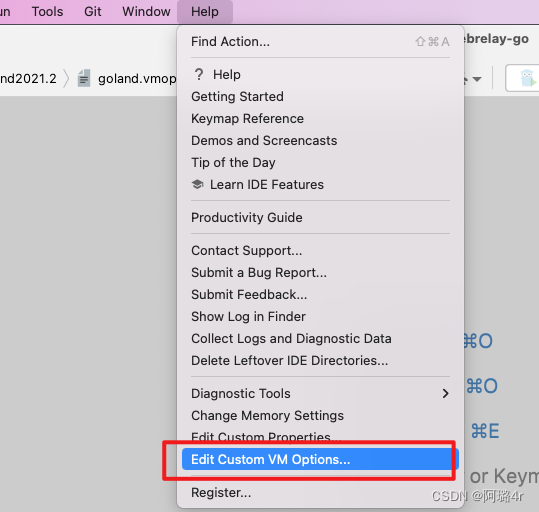 un Tools Git Window Help
ebrelay-go
Find Action... ⇧⌘A
nd2021.2 goland.vmop
? Help
Getting Started
Keymap Reference
Demos and Screencasts
Tip of the Day
Learn IDE Features
Productivity Guide
Contact Support...
Submit a Bug Report...
Submit Feedback...
Show Log in Finder
⌘O
Collect Logs and Diagnostic Data
Delete Leftover IDE Directories...
⌘O
Diagnostic Tools
Change Memory Settings
⌘E
Edit Custom Properties...
Edit Custom VM Options...
or Keym
Register...
CSDN @阿璐4r